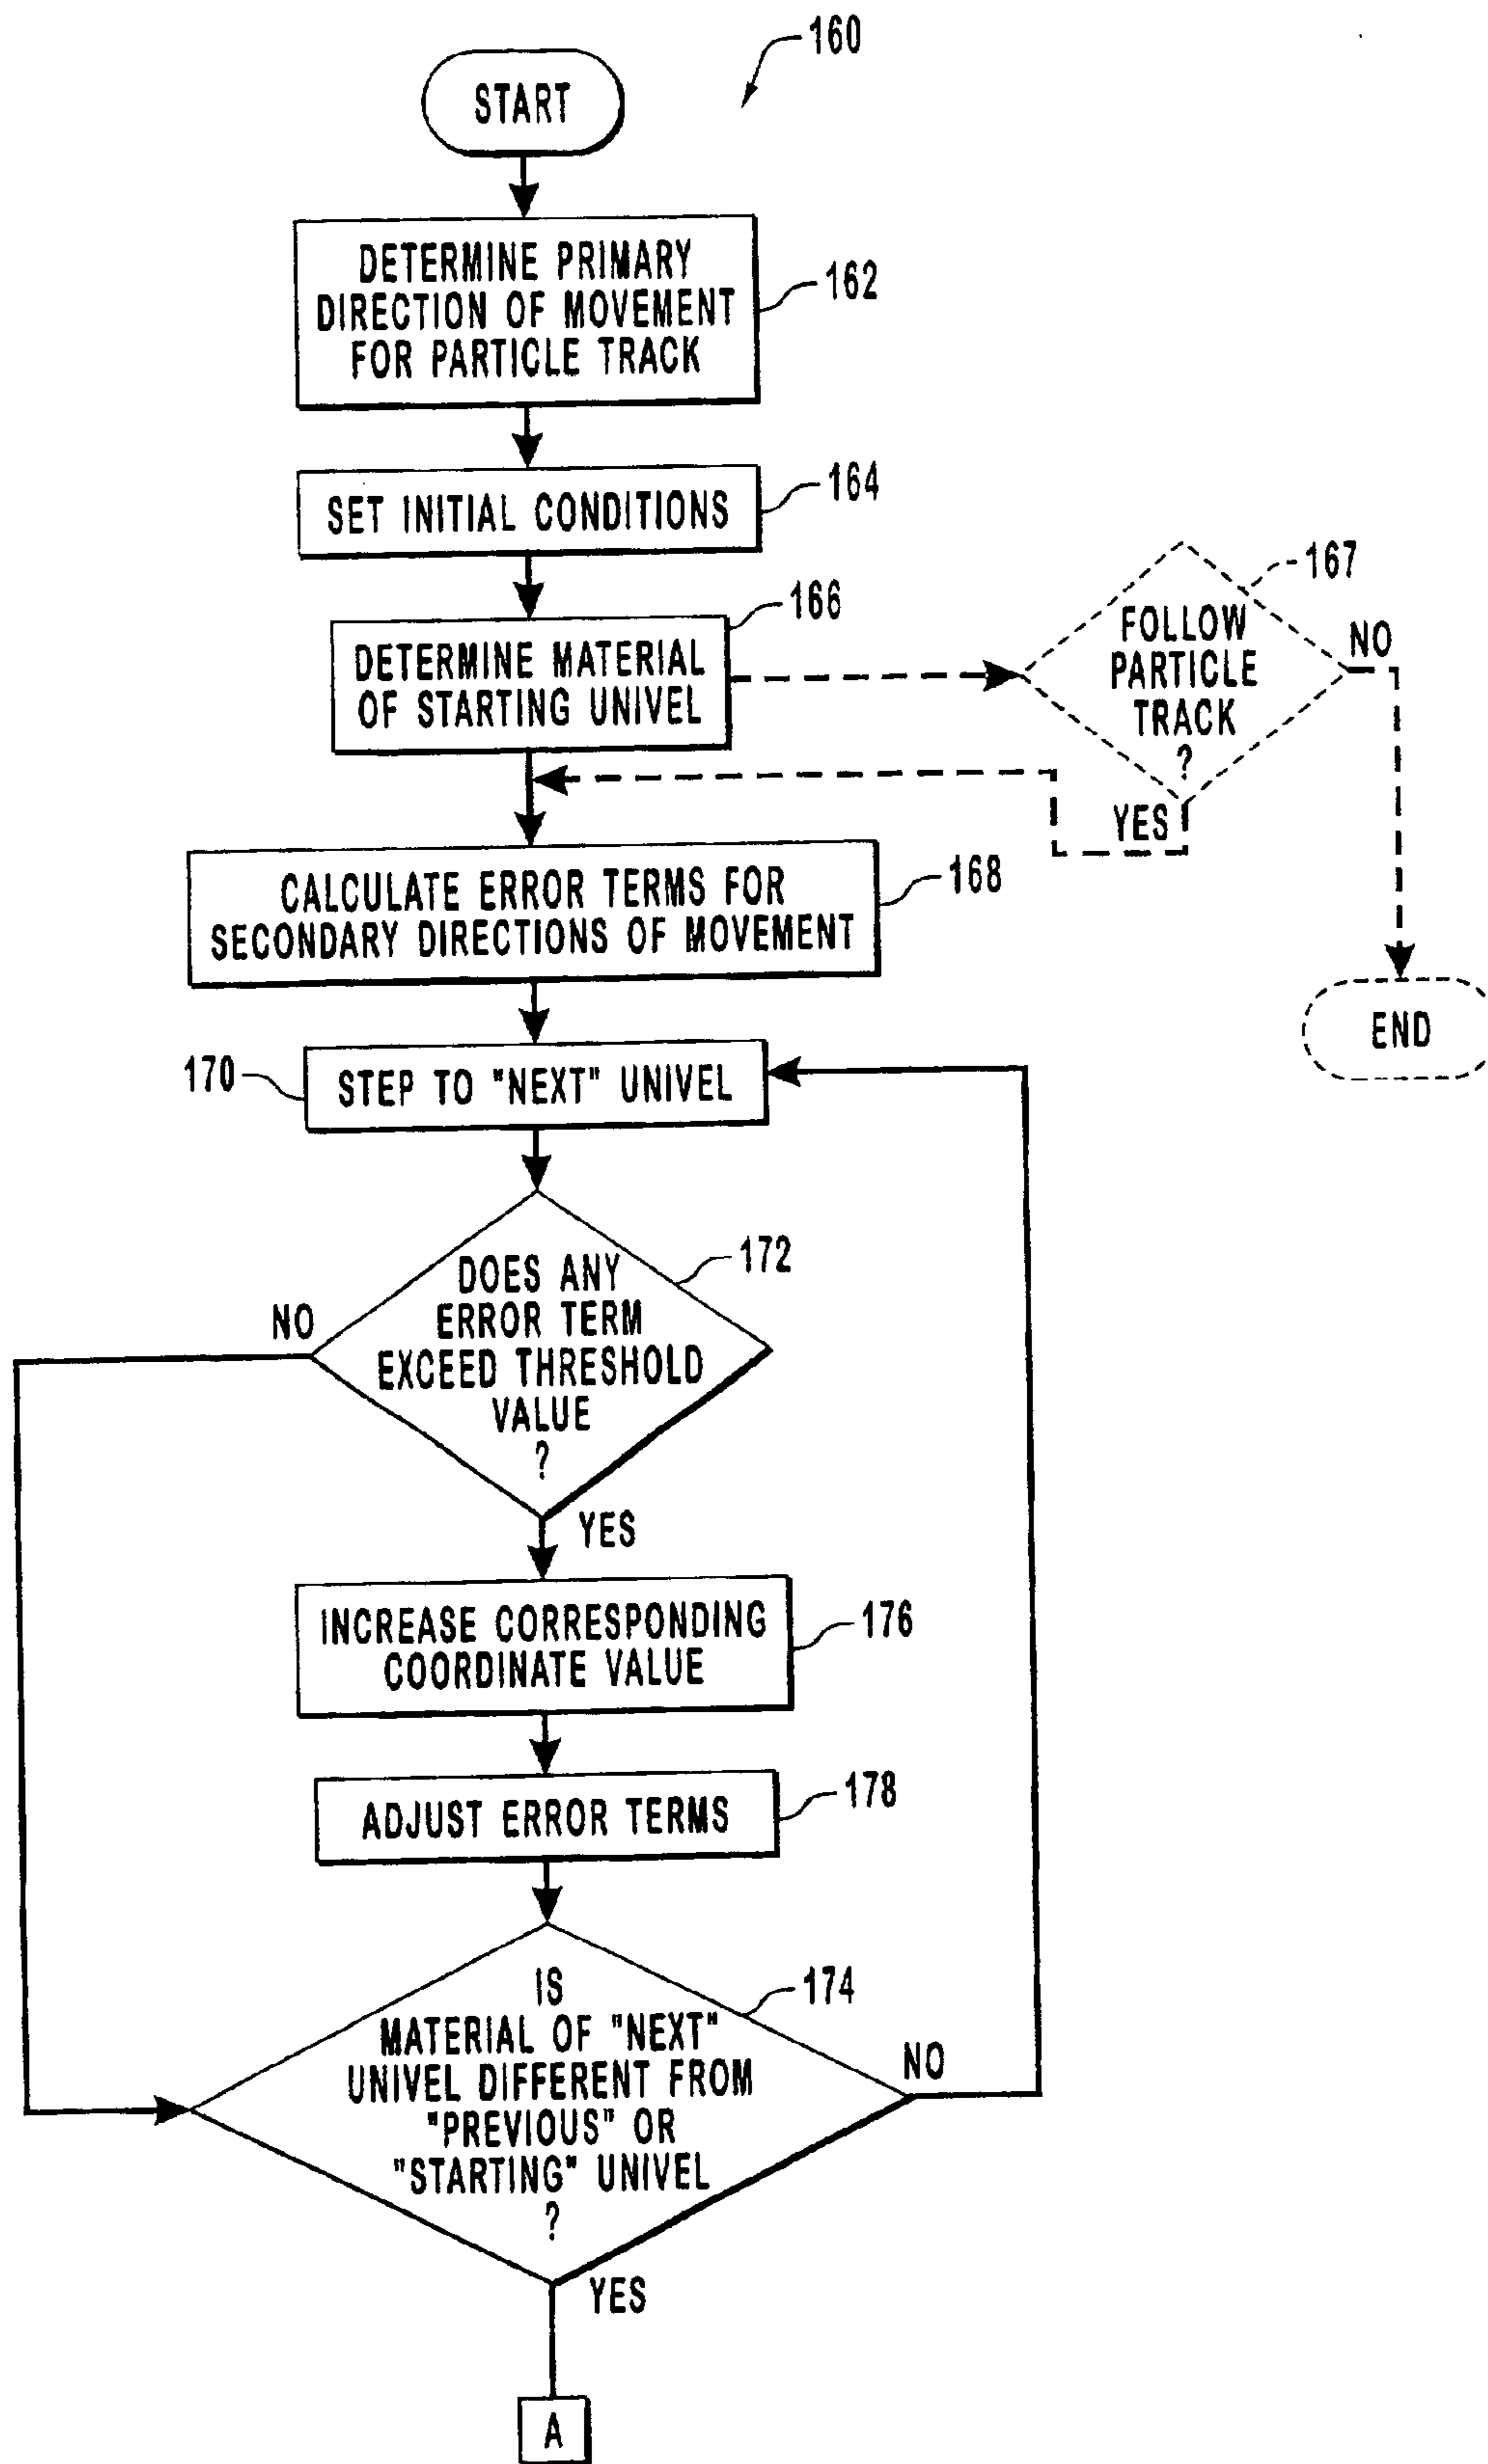 160
START
DETERMINE PRIMARY
DIRECTION OF MOVEMENT
FOR PARTICLE TRACK
162
SET INITIAL CONDITIONS
164
DETERMINE MATERIAL
OF STARTING UNIVEL
166
FOLLOW
PARTICLE
TRACK
?
167
NO
YES
END
CALCULATE ERROR TERMS FOR
SECONDARY DIRECTIONS OF MOVEMENT
168
170
STEP TO "NEXT" UNIVEL
DOES ANY
ERROR TERM
EXCEED THRESHOLD
VALUE
?
172
NO
YES
INCREASE CORRESPONDING
COORDINATE VALUE
176
ADJUST ERROR TERMS
178
IS
MATERIAL OF "NEXT"
UNIVEL DIFFERENT FROM
"PREVIOUS" OR
"STARTING" UNIVEL
?
174
NO
YES
A